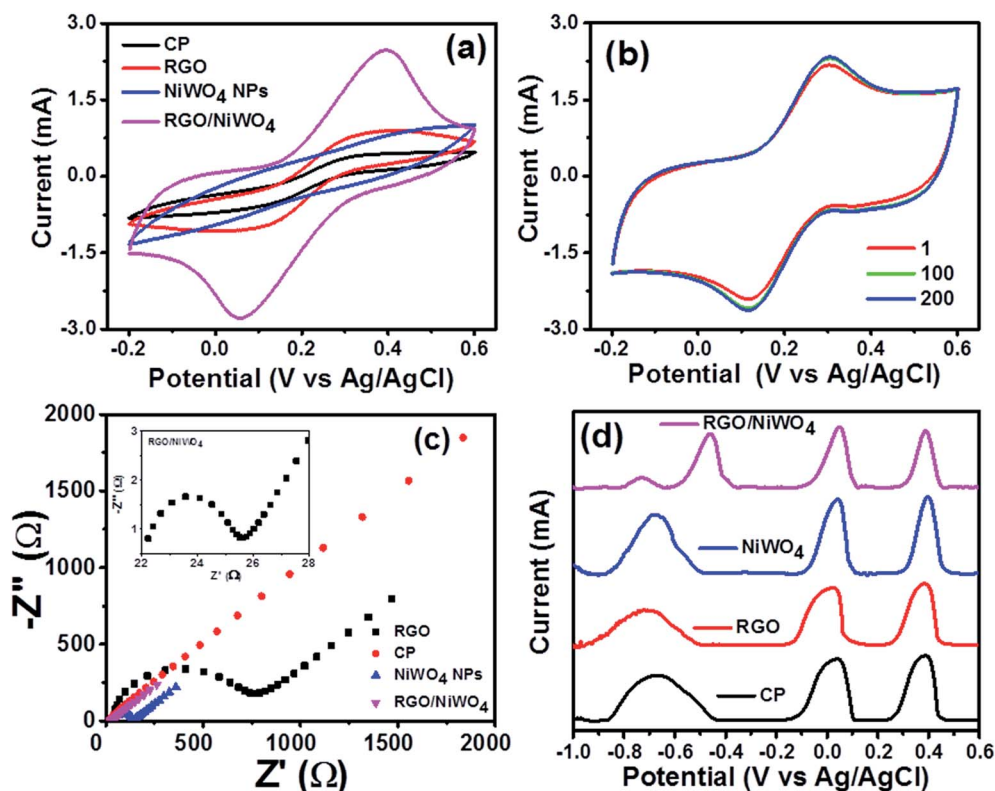 (a)
Current (mA)
3.0
1.5
0.0
-1.5
-3.0
CP
RGO
NiWO4 NPs
RGO/NiWO4
-0.2 0.0 0.2 0.4 0.6
Potential (V vs Ag/AgCl)
(b)
Current (mA)
3.0
1.5
0.0
-1.5
-3.0
1
100
200
-0.2 0.0 0.2 0.4 0.6
Potential (V vs Ag/AgCl)
(c)
-Z'' (Ω)
2000
1750
1500
1250
1000
750
500
250
0
RGO/NiWO4
-Z'' (Ω)
3
2
1
22 24 26 28
Z' (Ω)
RGO
CP
NiWO4 NPs
RGO/NiWO4
0 500 1000 1500 2000
Z' (Ω)
(d)
Current (mA)
RGO/NiWO4
NiWO4
RGO
CP
-1.0 -0.8 -0.6 -0.4 -0.2 0.0 0.2 0.4 0.6
Potential (V vs Ag/AgCl)